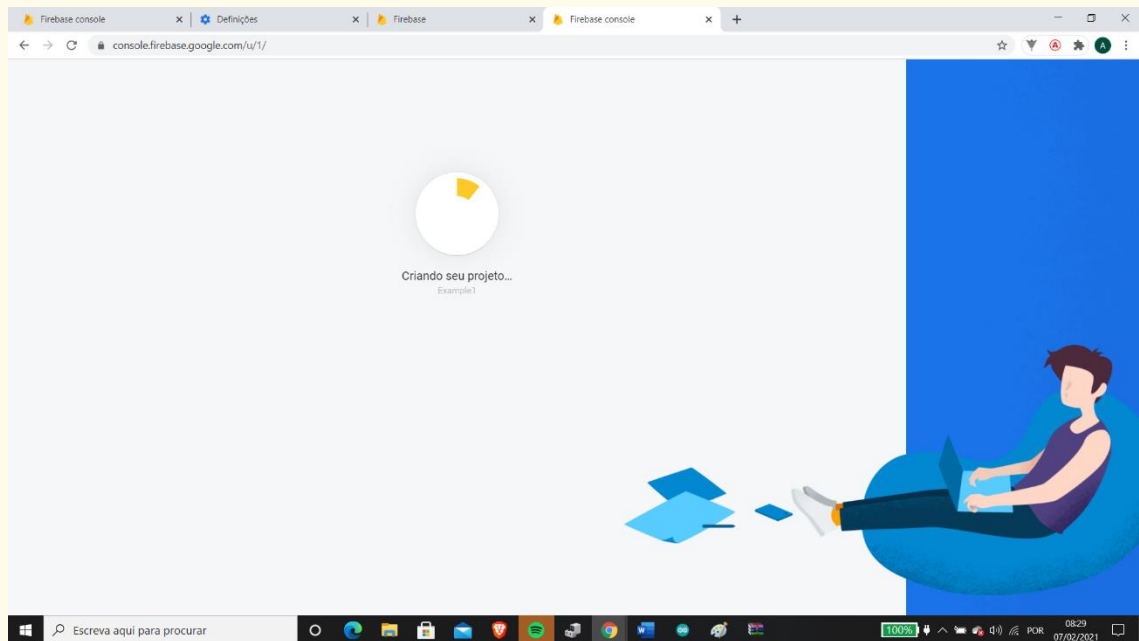 Firebase console
Definições
Firebase
Firebase console
console.firebase.google.com/u/1/
A
A
Criando seu projeto...
Example1
Escreva aqui para procurar
W
100%
POR
08:29
07/02/2021